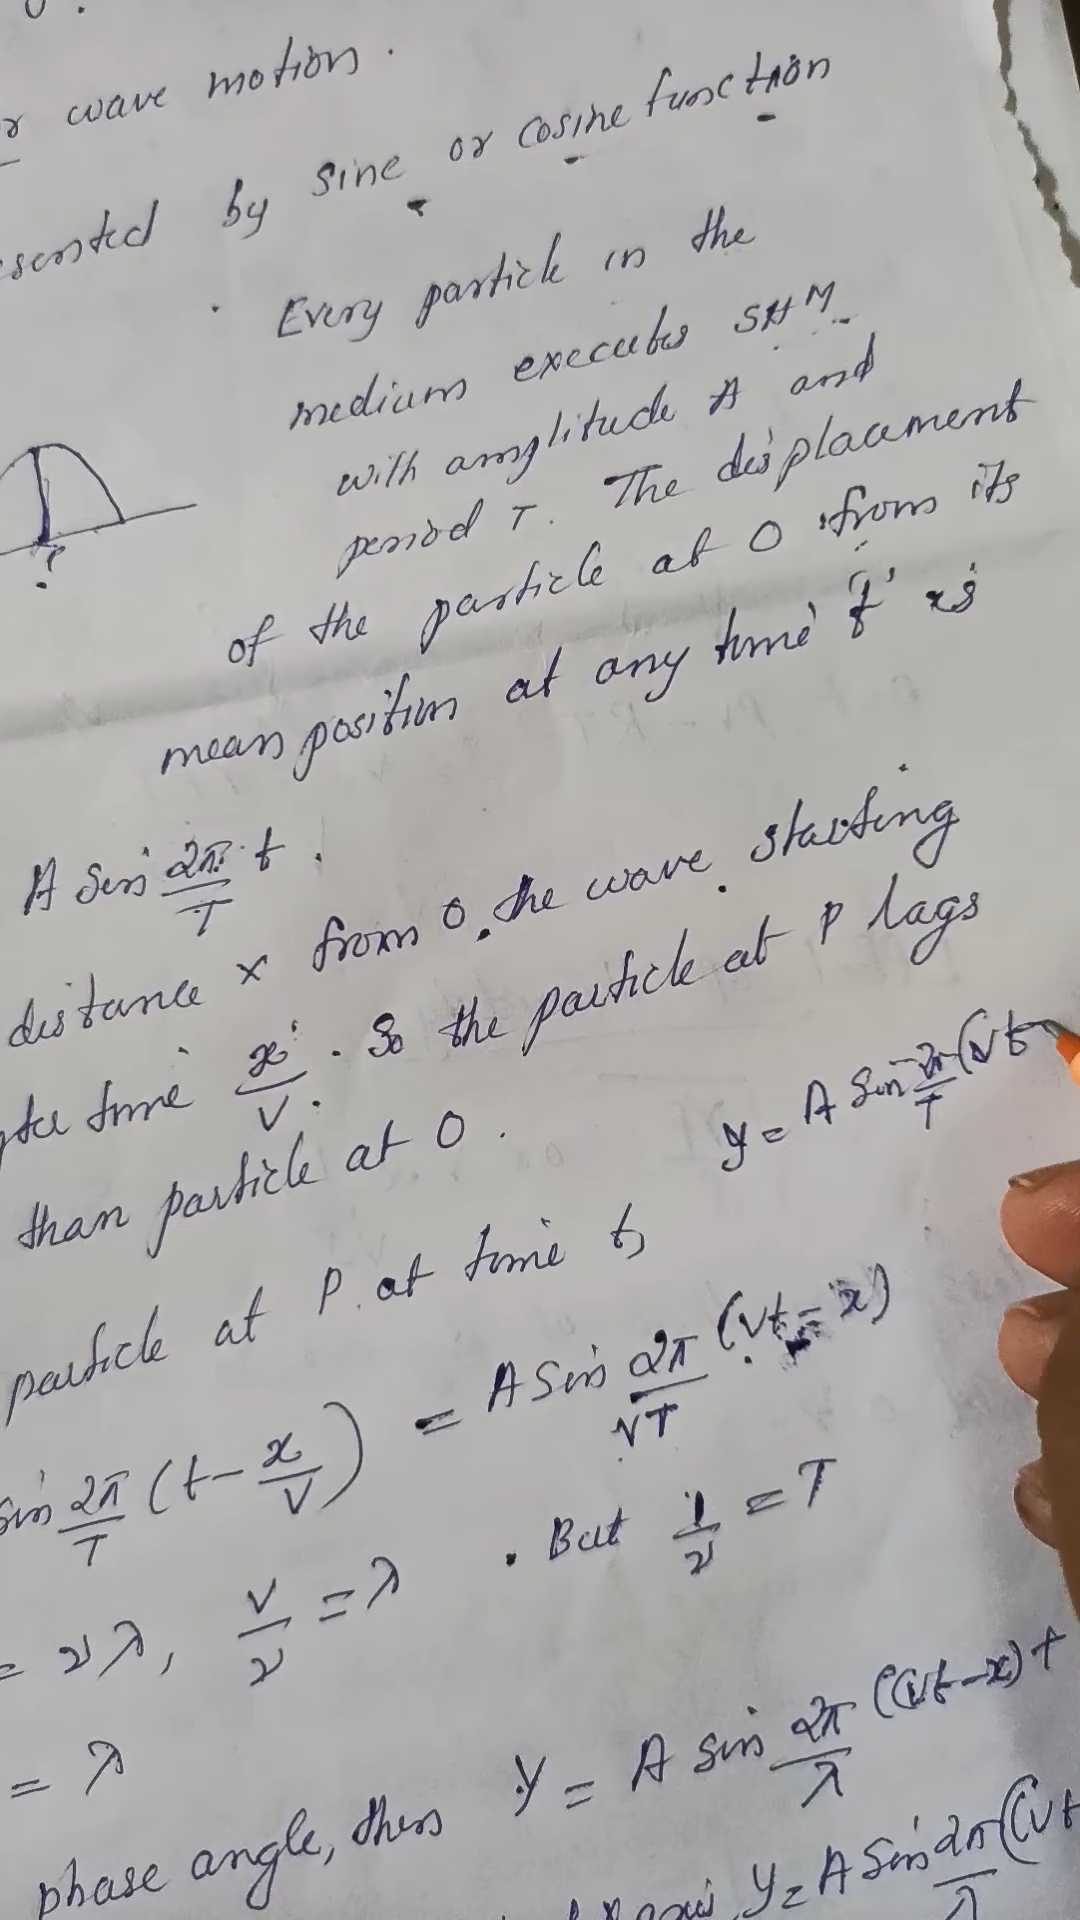 wave motion.
by sine or cosine function
Every particle in the
medium executes SHM
with amplitude A and
period T. The displacement
of the particle at O from its
mean position at any time 't' is
A sin 2π/T t.
distance x from O, the wave starting
time x/V. So the particle at P lags
than particle at O.
y = A sin 2π/T (Vt
particle at P at time t,
sin 2π/T (t - x/V) = A sin 2π/VT (Vt - x)
= νλ, V/ν = λ. But 1/ν = T
= λ
phase angle, then y = A sin 2π/λ ((Vt - x) +
y = A sin 2π/λ (Vt